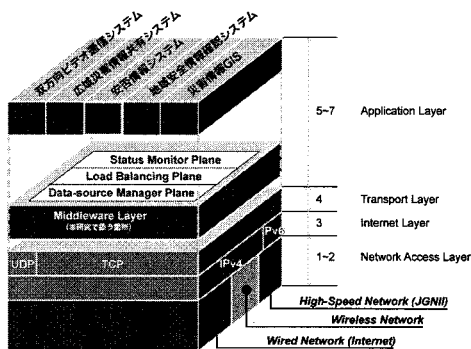 双方向ビデオ通信システム
広域災害情報共有システム
安否情報システム
地域安全情報確認システム
災害情報GIS
5~7 Application Layer
Status Monitor Plane
Load Balancing Plane
Data-source Manager Plane
Middleware Layer
4 Transport Layer
3 Internet Layer
UDP TCP IPv4 IPv6
1~2 Network Access Layer
High-Speed Network (JGNII)
Wireless Network
Wired Network (Internet)